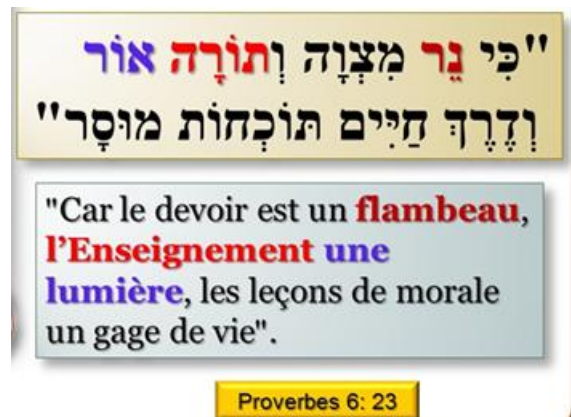 "כִּי נֵר מִצְוָה וְתוֹרָה אוֹר
וְדֶרֶךְ חַיִּים תּוֹכְחוֹת מוּסָר"
"Car le devoir est un flambeau,
l’Enseignement une
lumière, les leçons de morale
un gage de vie".
Proverbes 6: 23